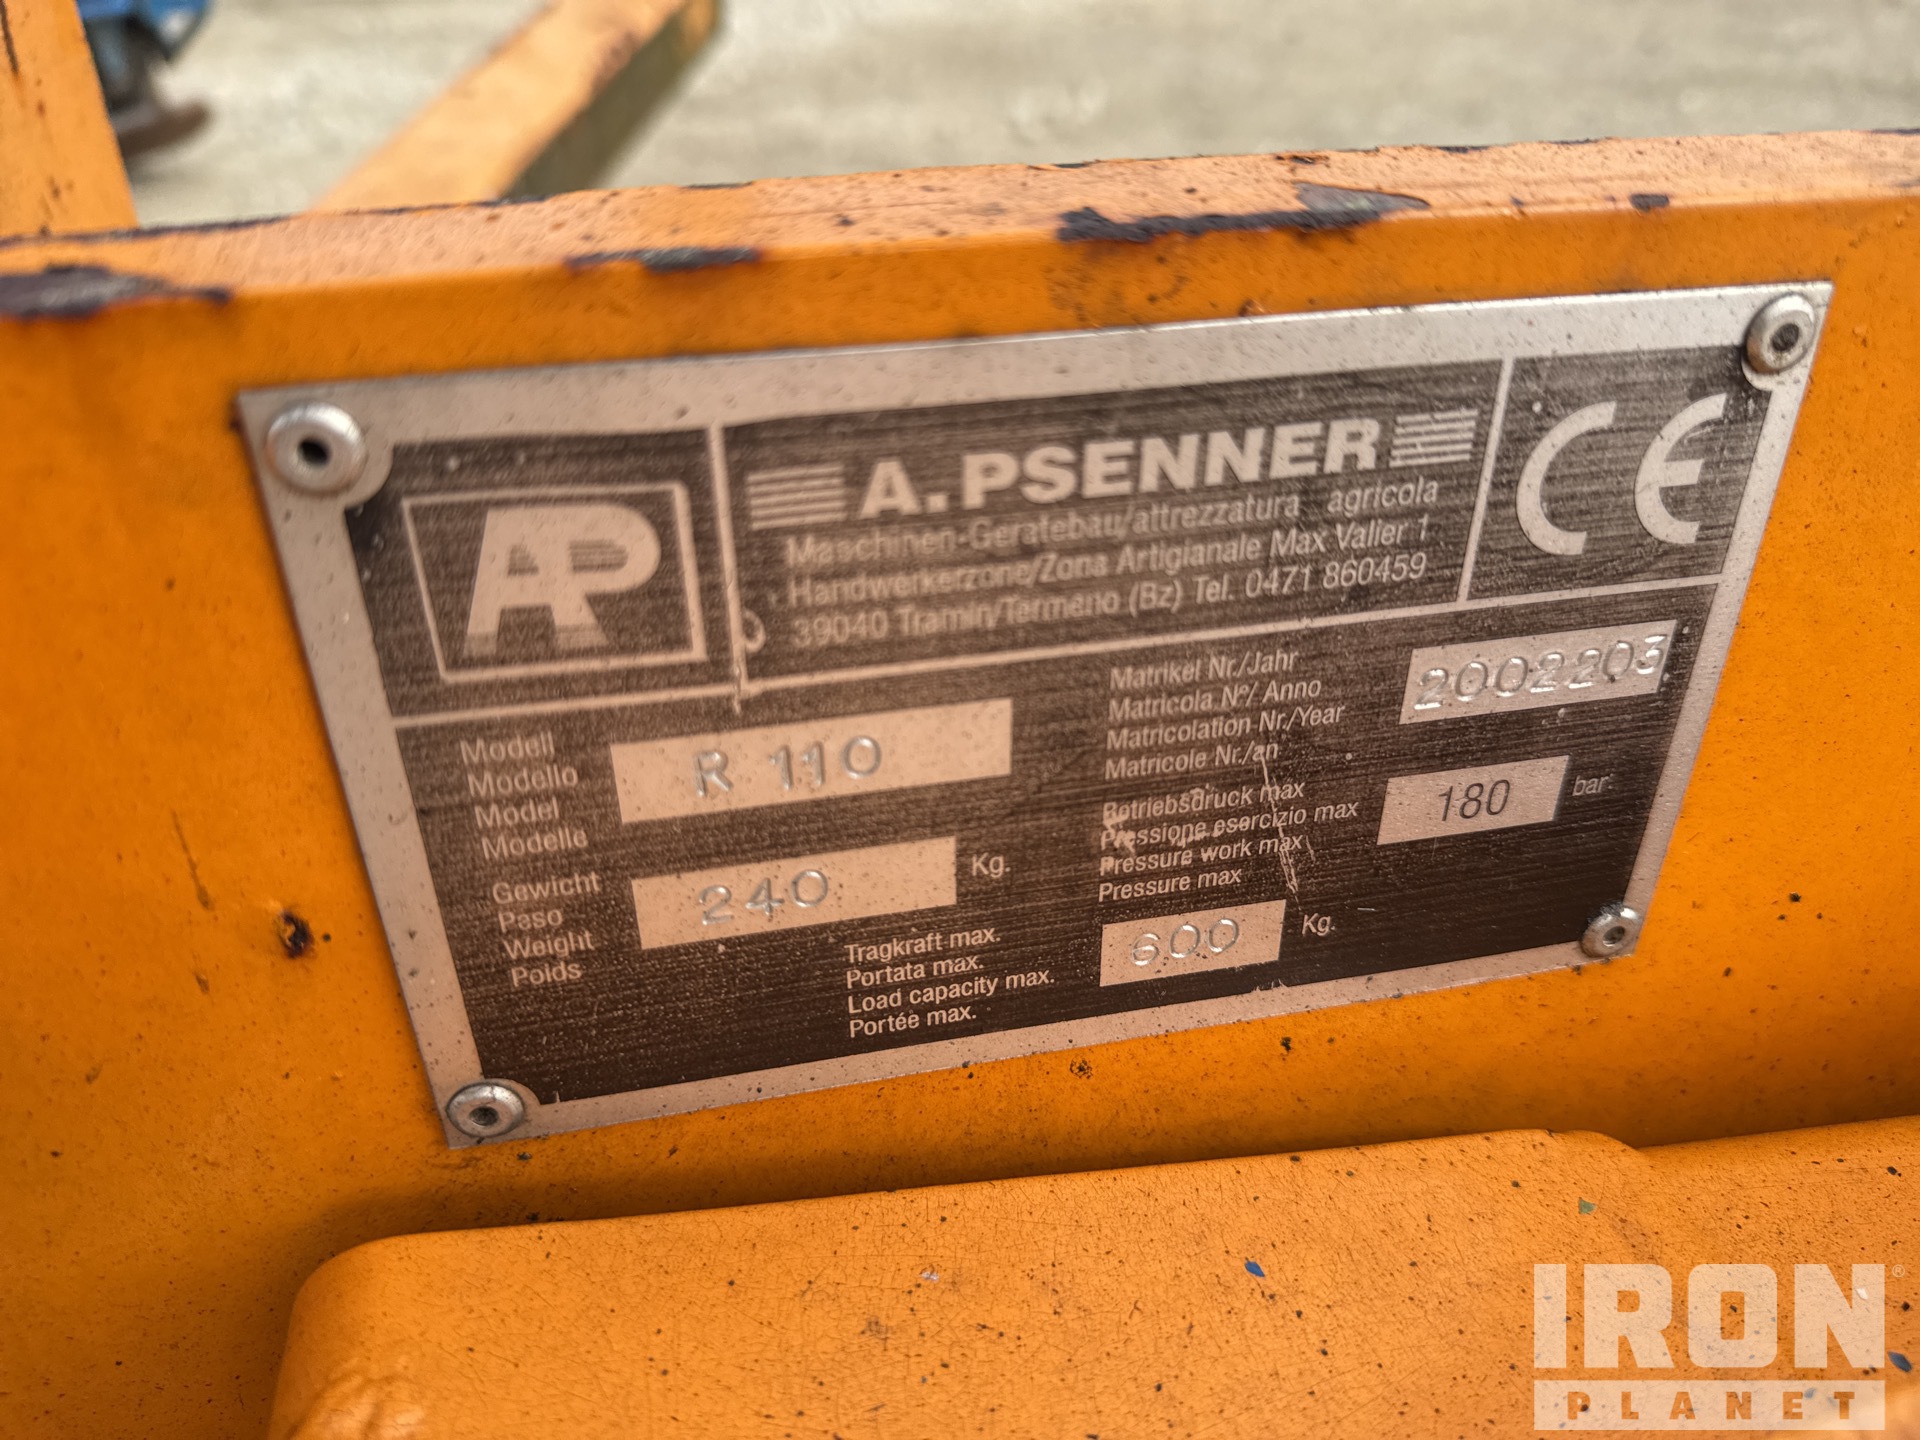 AP
A. PSENNER
Maschinen-Gerätebau/attrezzatura agricola
Handwerkerzone/Zona Artigianale Max Valier 1
39040 Tramin/Termeno (Bz) Tel. 0471 860459
CE
Modell
Modello
Model
Modelle
R 110
Gewicht
Paso
Weight
Poids
240
Kg.
Matrikel Nr./Jahr
Matricola Nº/ Anno
Matriculation Nr./Year
Matricole Nr./an
2002203
Betriebsdruck max
Pressione esercizio max
Pressure work max
Pressure max
180
bar
Tragkraft max.
Portata max.
Load capacity max.
Portée max.
600
Kg.
IRON
PLANET
®